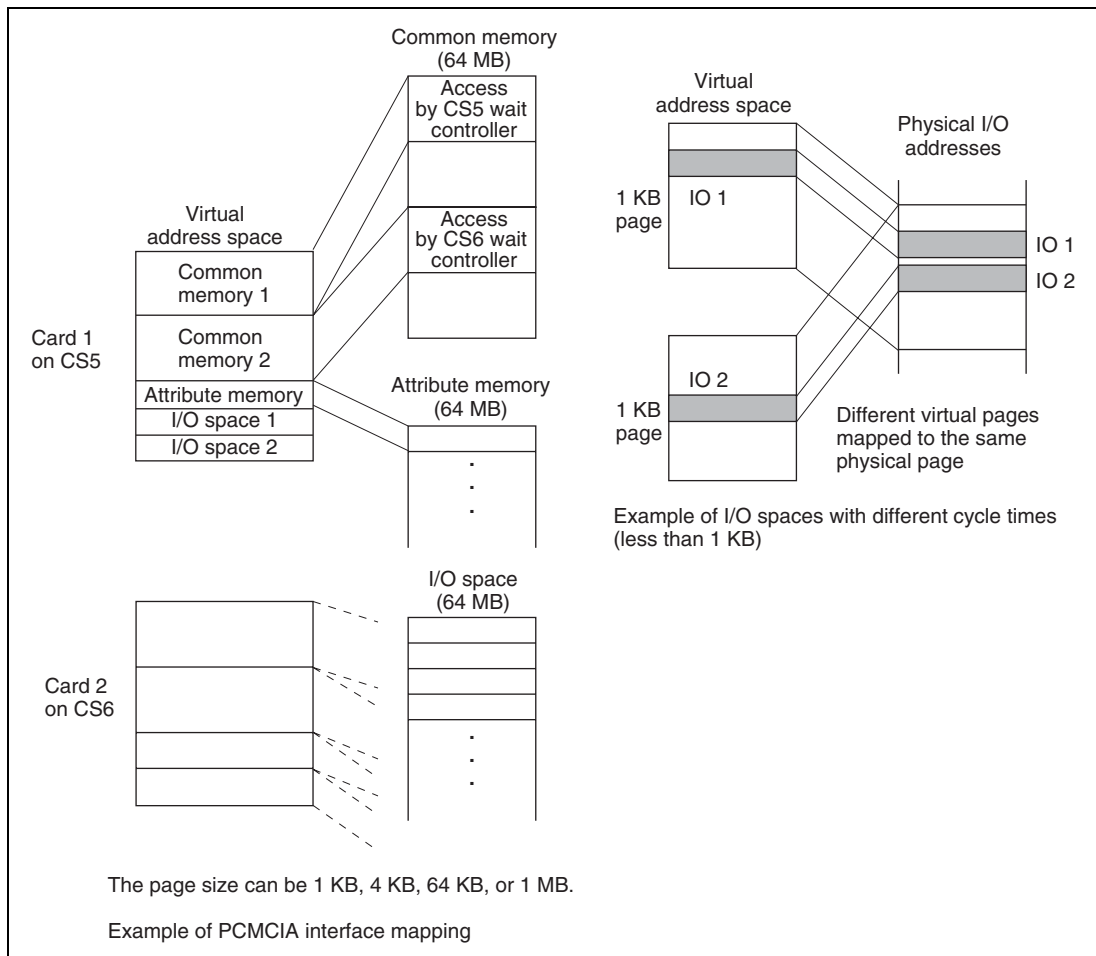 Common memory
(64 MB)
Access
by CS5 wait
controller
Access
by CS6 wait
controller
Virtual
address space
Common
memory 1
Common
memory 2
Attribute memory
I/O space 1
I/O space 2
Card 1
on CS5
Attribute memory
(64 MB)
.
.
.
I/O space
(64 MB)
.
.
.
Card 2
on CS6
The page size can be 1 KB, 4 KB, 64 KB, or 1 MB.
Example of PCMCIA interface mapping
Virtual
address space
Physical I/O
addresses
1 KB
page
IO 1
IO 1
IO 2
IO 2
1 KB
page
Different virtual pages
mapped to the same
physical page
Example of I/O spaces with different cycle times
(less than 1 KB)